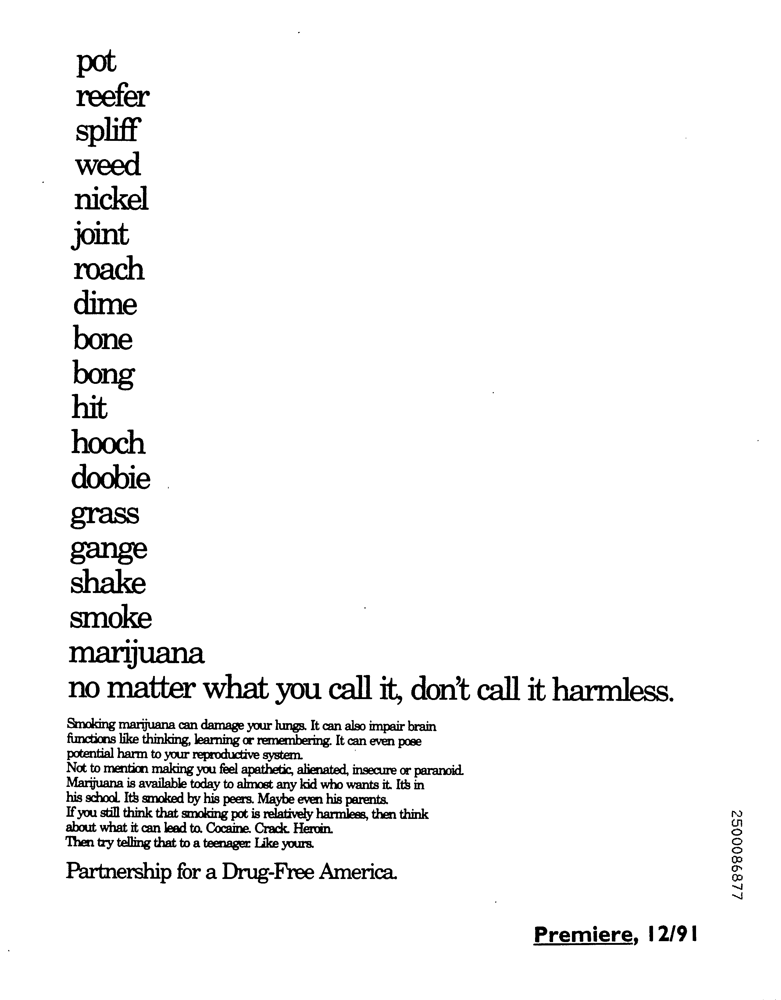 pot
reefer
spliff
weed
nickel
joint
roach
dime
bone
bong
hit
hooch
doobie
grass
gange
shake
smoke
marijuana
no matter what you call it, don't call it harmless.
Smoking marijuana can damage your lungs. It can also impair brain
functions like thinking, learning or remembering. It can even pose
potential harm to your reproductive system.
Not to mention making you feel apathetic, alienated, insecure or paranoid.
Marijuana is available today to almost any kid who wants it. It's in
his school. It's smoked by his peers. Maybe even his parents.
If you still think that smoking pot is relatively harmless, then think
about what it can lead to. Cocaine. Crack. Heroin.
Then try telling that to a teenager. Like yours.
Partnership for a Drug-Free America.
2500086877
Premiere, 12/91